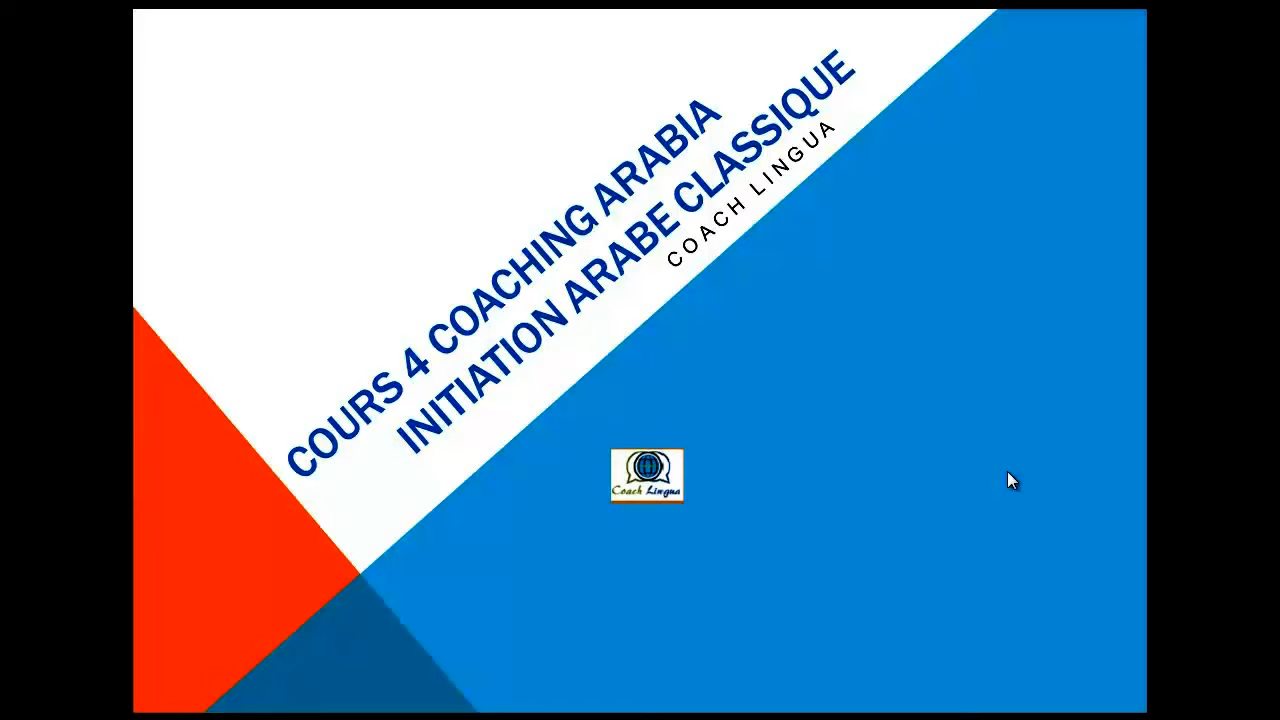 COURS 4 COACHING ARABIA
INITIATION ARABE CLASSIQUE
COACH LINGUA
Coach Lingua